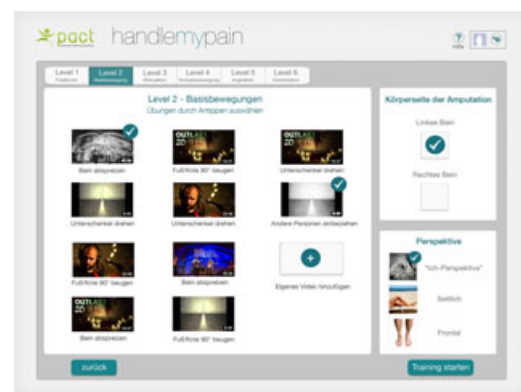 pact handlemypain
Hilfe
Level 1
Level 2
Basisbewegung
Level 3
Level 4
Level 5
Level 6
Level 2 - Basisbewegungen
Übungen durch Antippen auswählen
Bein abspreizen
Fuß/Knie 90° beugen
Unterschenkel drehen
Unterschenkel drehen
Unterschenkel drehen
Andere Personen einbeziehen
Fuß/Knie 90° beugen
Bein abspreizen
Eigenes Video hinzufügen
Bein abspreizen
Fuß/Knie 90° beugen
Körperseite der Amputation
Linkes Bein
Rechtes Bein
Perspektive
"Ich-Perspektive"
Seitlich
Frontal
zurück
Training starten